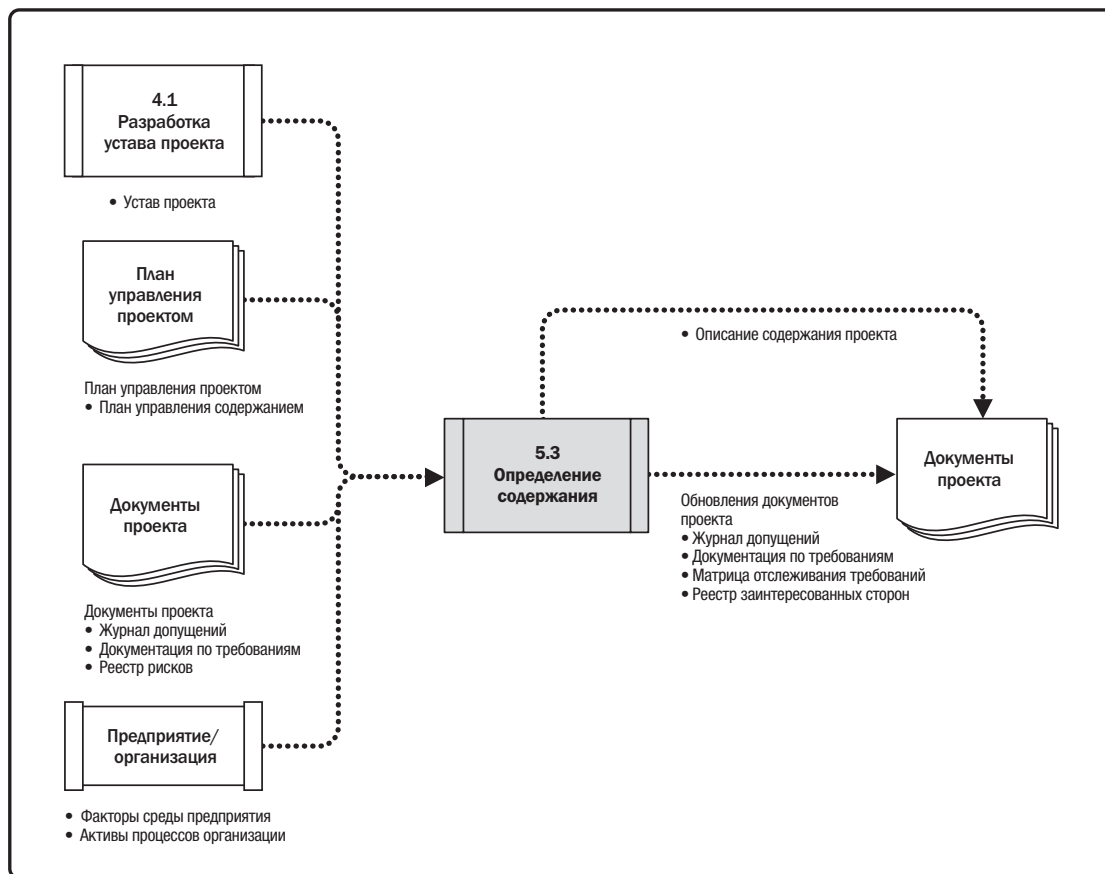 4.1
Разработка
устава проекта
• Устав проекта
План
управления
проектом
План управления проектом
• План управления содержанием
Документы
проекта
Документы проекта
• Журнал допущений
• Документация по требованиям
• Реестр рисков
Предприятие/
организация
• Факторы среды предприятия
• Активы процессов организации
5.3
Определение
содержания
• Описание содержания проекта
Обновления документов
проекта
• Журнал допущений
• Документация по требованиям
• Матрица отслеживания требований
• Реестр заинтересованных сторон
Документы
проекта